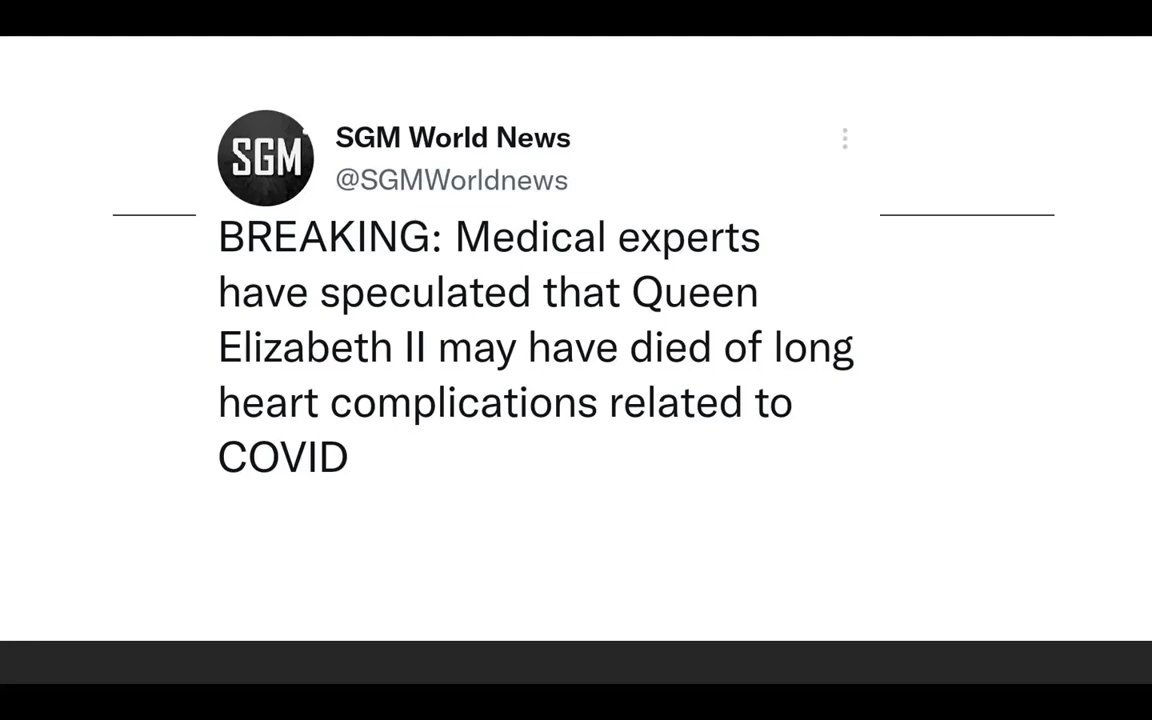 SGM
SGM World News
@SGMWorldnews
BREAKING: Medical experts
have speculated that Queen
Elizabeth II may have died of long
heart complications related to
COVID